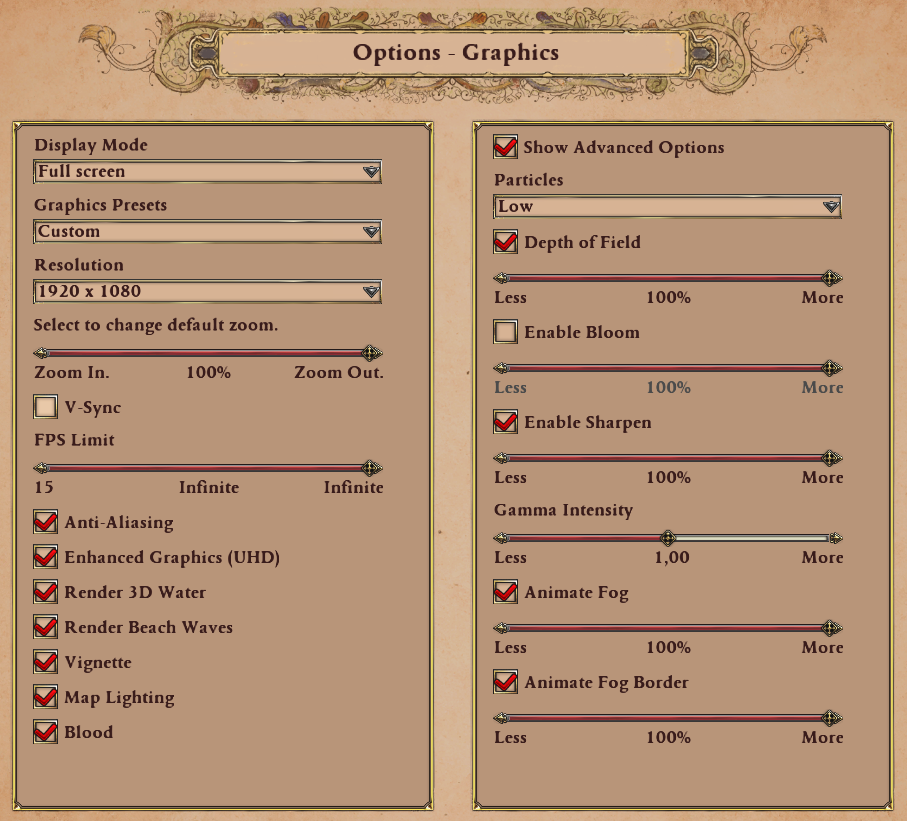 Options - Graphics
Display Mode
Full screen
Graphics Presets
Custom
Resolution
1920 x 1080
Select to change default zoom.
Zoom In. 100% Zoom Out.
V-Sync
FPS Limit
15 Infinite Infinite
Anti-Aliasing
Enhanced Graphics (UHD)
Render 3D Water
Render Beach Waves
Vignette
Map Lighting
Blood
Show Advanced Options
Particles
Low
Depth of Field
Less 100% More
Enable Bloom
Less 100% More
Enable Sharpen
Less 100% More
Gamma Intensity
Less 1,00 More
Animate Fog
Less 100% More
Animate Fog Border
Less 100% More